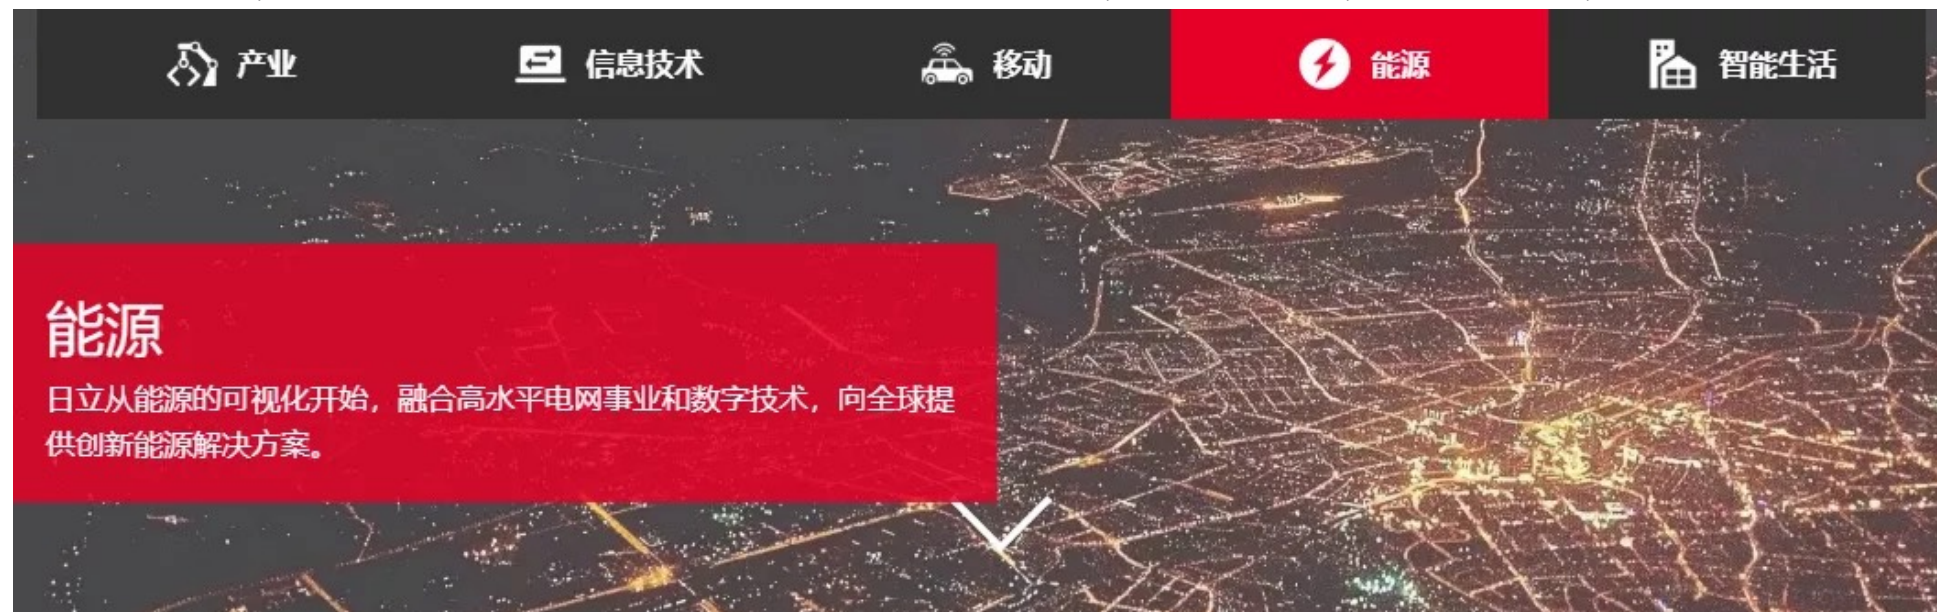 产业
信息技术
移动
能源
智能生活
能源
日立从能源的可视化开始，融合高水平电网事业和数字技术，向全球提
供创新能源解决方案。